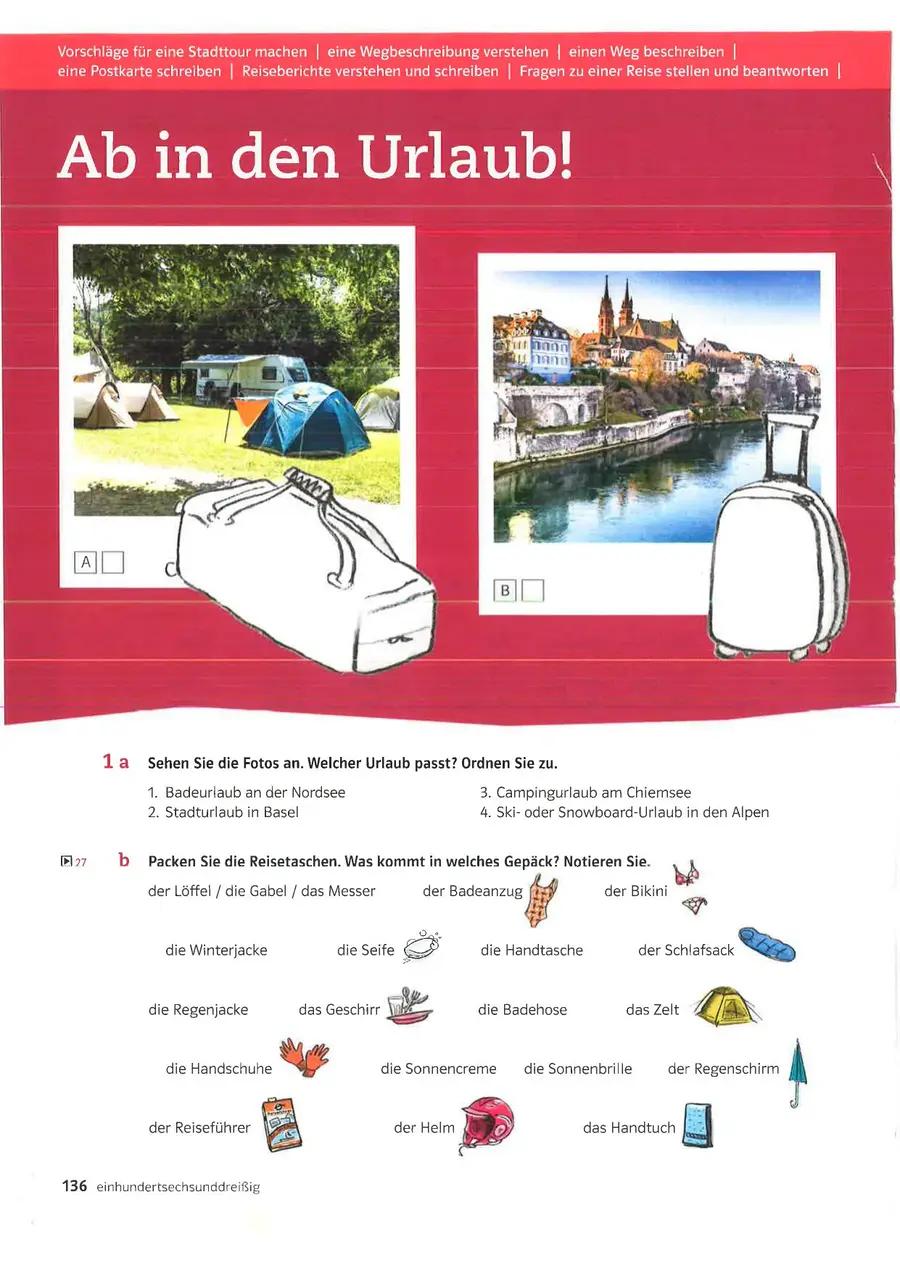 Vorschläge für eine Stadttour machen | eine Wegbeschreibung verstehen | einen Weg beschreiben |
eine Postkarte schreiben | Reiseberichte verstehen und schreiben | Fragen zu einer Reise stellen und beantworten |
Ab in den Urlaub!
A
B
1 a Sehen Sie die Fotos an. Welcher Urlaub passt? Ordnen Sie zu.
1. Badeurlaub an der Nordsee
2. Stadturlaub in Basel
3. Campingurlaub am Chiemsee
4. Ski- oder Snowboard-Urlaub in den Alpen
27 b Packen Sie die Reisetaschen. Was kommt in welches Gepäck? Notieren Sie.
der Löffel / die Gabel / das Messer der Badeanzug der Bikini
die Winterjacke die Seife die Handtasche der Schlafsack
die Regenjacke das Geschirr die Badehose das Zelt
die Handschuhe die Sonnencreme die Sonnenbrille der Regenschirm
der Reiseführer der Helm das Handtuch
136 einhundertsechsunddreißig